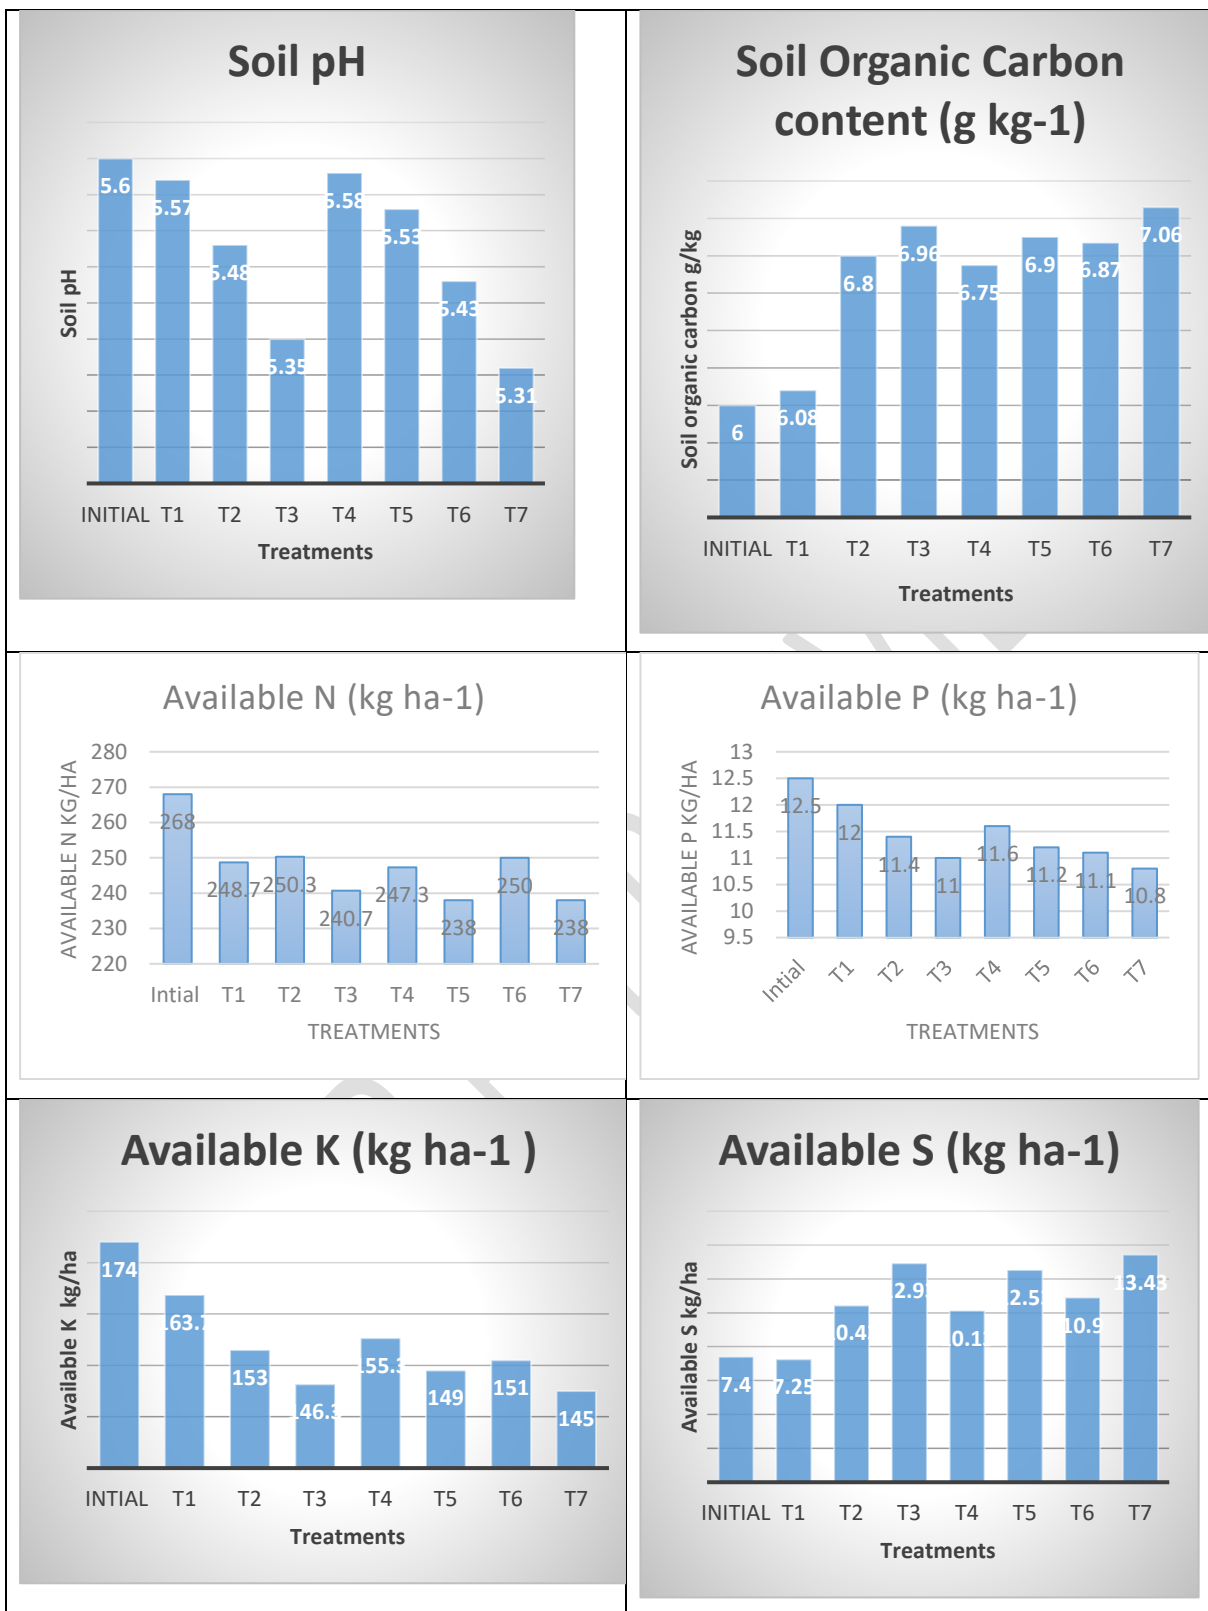 Soil pH
Soil pH
5.6
5.57
5.48
5.35
5.58
5.53
5.43
5.31
INITIAL T1 T2 T3 T4 T5 T6 T7
Treatments
Soil Organic Carbon
content (g kg-1)
Soil organic carbon g/kg
6
6.08
6.8
6.96
6.75
6.9
6.87
7.06
INITIAL T1 T2 T3 T4 T5 T6 T7
Treatments
Available N (kg ha-1)
AVAILABLE N KG/HA
280
270
260
250
240
230
220
268
248.7
250.3
240.7
247.3
238
250
238
Intial T1 T2 T3 T4 T5 T6 T7
TREATMENTS
Available P (kg ha-1)
AVAILABLE P KG/HA
13
12.5
12
11.5
11
10.5
10
9.5
12.5
12
11.4
11
11.6
11.2
11.1
10.8
Intial T1 T2 T3 T4 T5 T6 T7
TREATMENTS
Available K (kg ha-1 )
Available K kg/ha
174
163.7
153
146.3
155.3
149
151
145
INTIAL T1 T2 T3 T4 T5 T6 T7
Treatments
Available S (kg ha-1)
Available S kg/ha
7.4
7.25
10.9
13.43
INITIAL T1 T2 T3 T4 T5 T6 T7
Treatments